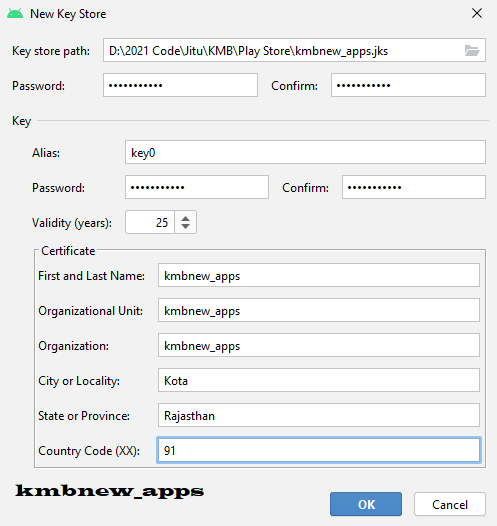 New Key Store
Key store path: D:\2021 Code\Jitu\KMB\Play Store\kmbnew_apps.jks
Password: ••••••••••• Confirm: •••••••••••
Key
Alias: key0
Password: ••••••••••• Confirm: •••••••••••
Validity (years): 25
Certificate
First and Last Name: kmbnew_apps
Organizational Unit: kmbnew_apps
Organization: kmbnew_apps
City or Locality: Kota
State or Province: Rajasthan
Country Code (XX): 91
kmbnew_apps
OK Cancel